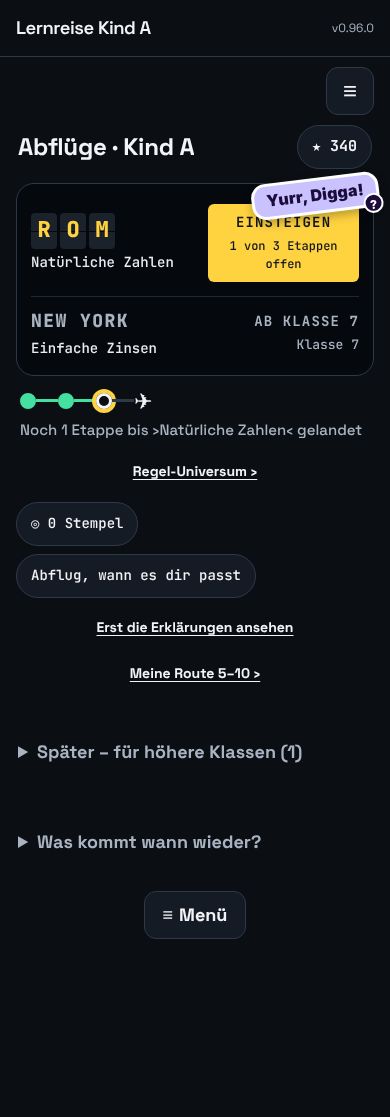 Lernreise Kind A
v0.96.0
≡
Abflüge · Kind A
★ 340
Yurr, Digga!
?
ROM
EINSTEIGEN
Natürliche Zahlen
1 von 3 Etappen
offen
NEW YORK
AB KLASSE 7
Einfache Zinsen
Klasse 7
Noch 1 Etappe bis ›Natürliche Zahlen‹ gelandet
Regel-Universum ›
◎ 0 Stempel
Abflug, wann es dir passt
Erst die Erklärungen ansehen
Meine Route 5–10 ›
▶ Später – für höhere Klassen (1)
▶ Was kommt wann wieder?
≡ Menü